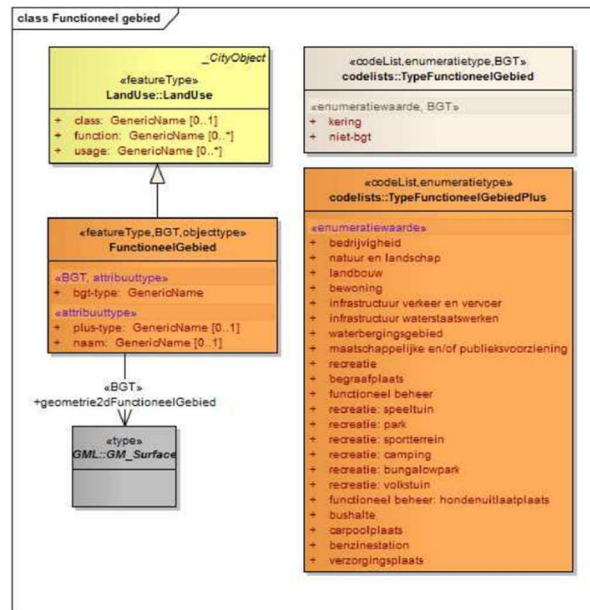 class Functioneel gebied
_CityObject
«featureType»
LandUse::LandUse
+ class: GenericName [0..1]
+ function: GenericName [0..*]
+ usage: GenericName [0..*]
«featureType,BGT,objecttype»
FunctioneelGebied
«BGT, attribuuttype»
+ bgt-type: GenericName
«attribuuttype»
+ plus-type: GenericName [0..1]
+ naam: GenericName [0..1]
«BGT»
+geometrie2dFunctioneelGebied
«type»
GML::GM_Surface
«codeList,enumeratietype,BGT»
codelists::TypeFunctioneelGebied
«enumeratiewaarde, BGT»
+ kering
+ niet-bgt
«codeList,enumeratietype»
codelists::TypeFunctioneelGebiedPlus
«enumeratiewaarde»
+ bedrijvigheid
+ natuur en landschap
+ landbouw
+ bewoning
+ infrastructuur verkeer en vervoer
+ infrastructuur waterstaatswerken
+ waterbergingsgebied
+ maatschappelijke en/of publieksvoorziening
+ recreatie
+ begraafplaats
+ functioneel beheer
+ recreatie: speeltuin
+ recreatie: park
+ recreatie: sportterrein
+ recreatie: camping
+ recreatie: bungalowpark
+ recreatie: volkstuin
+ functioneel beheer: hondenuitlaatplaats
+ bushalte
+ carpoolplaats
+ benzinestation
+ verzorgingsplaats